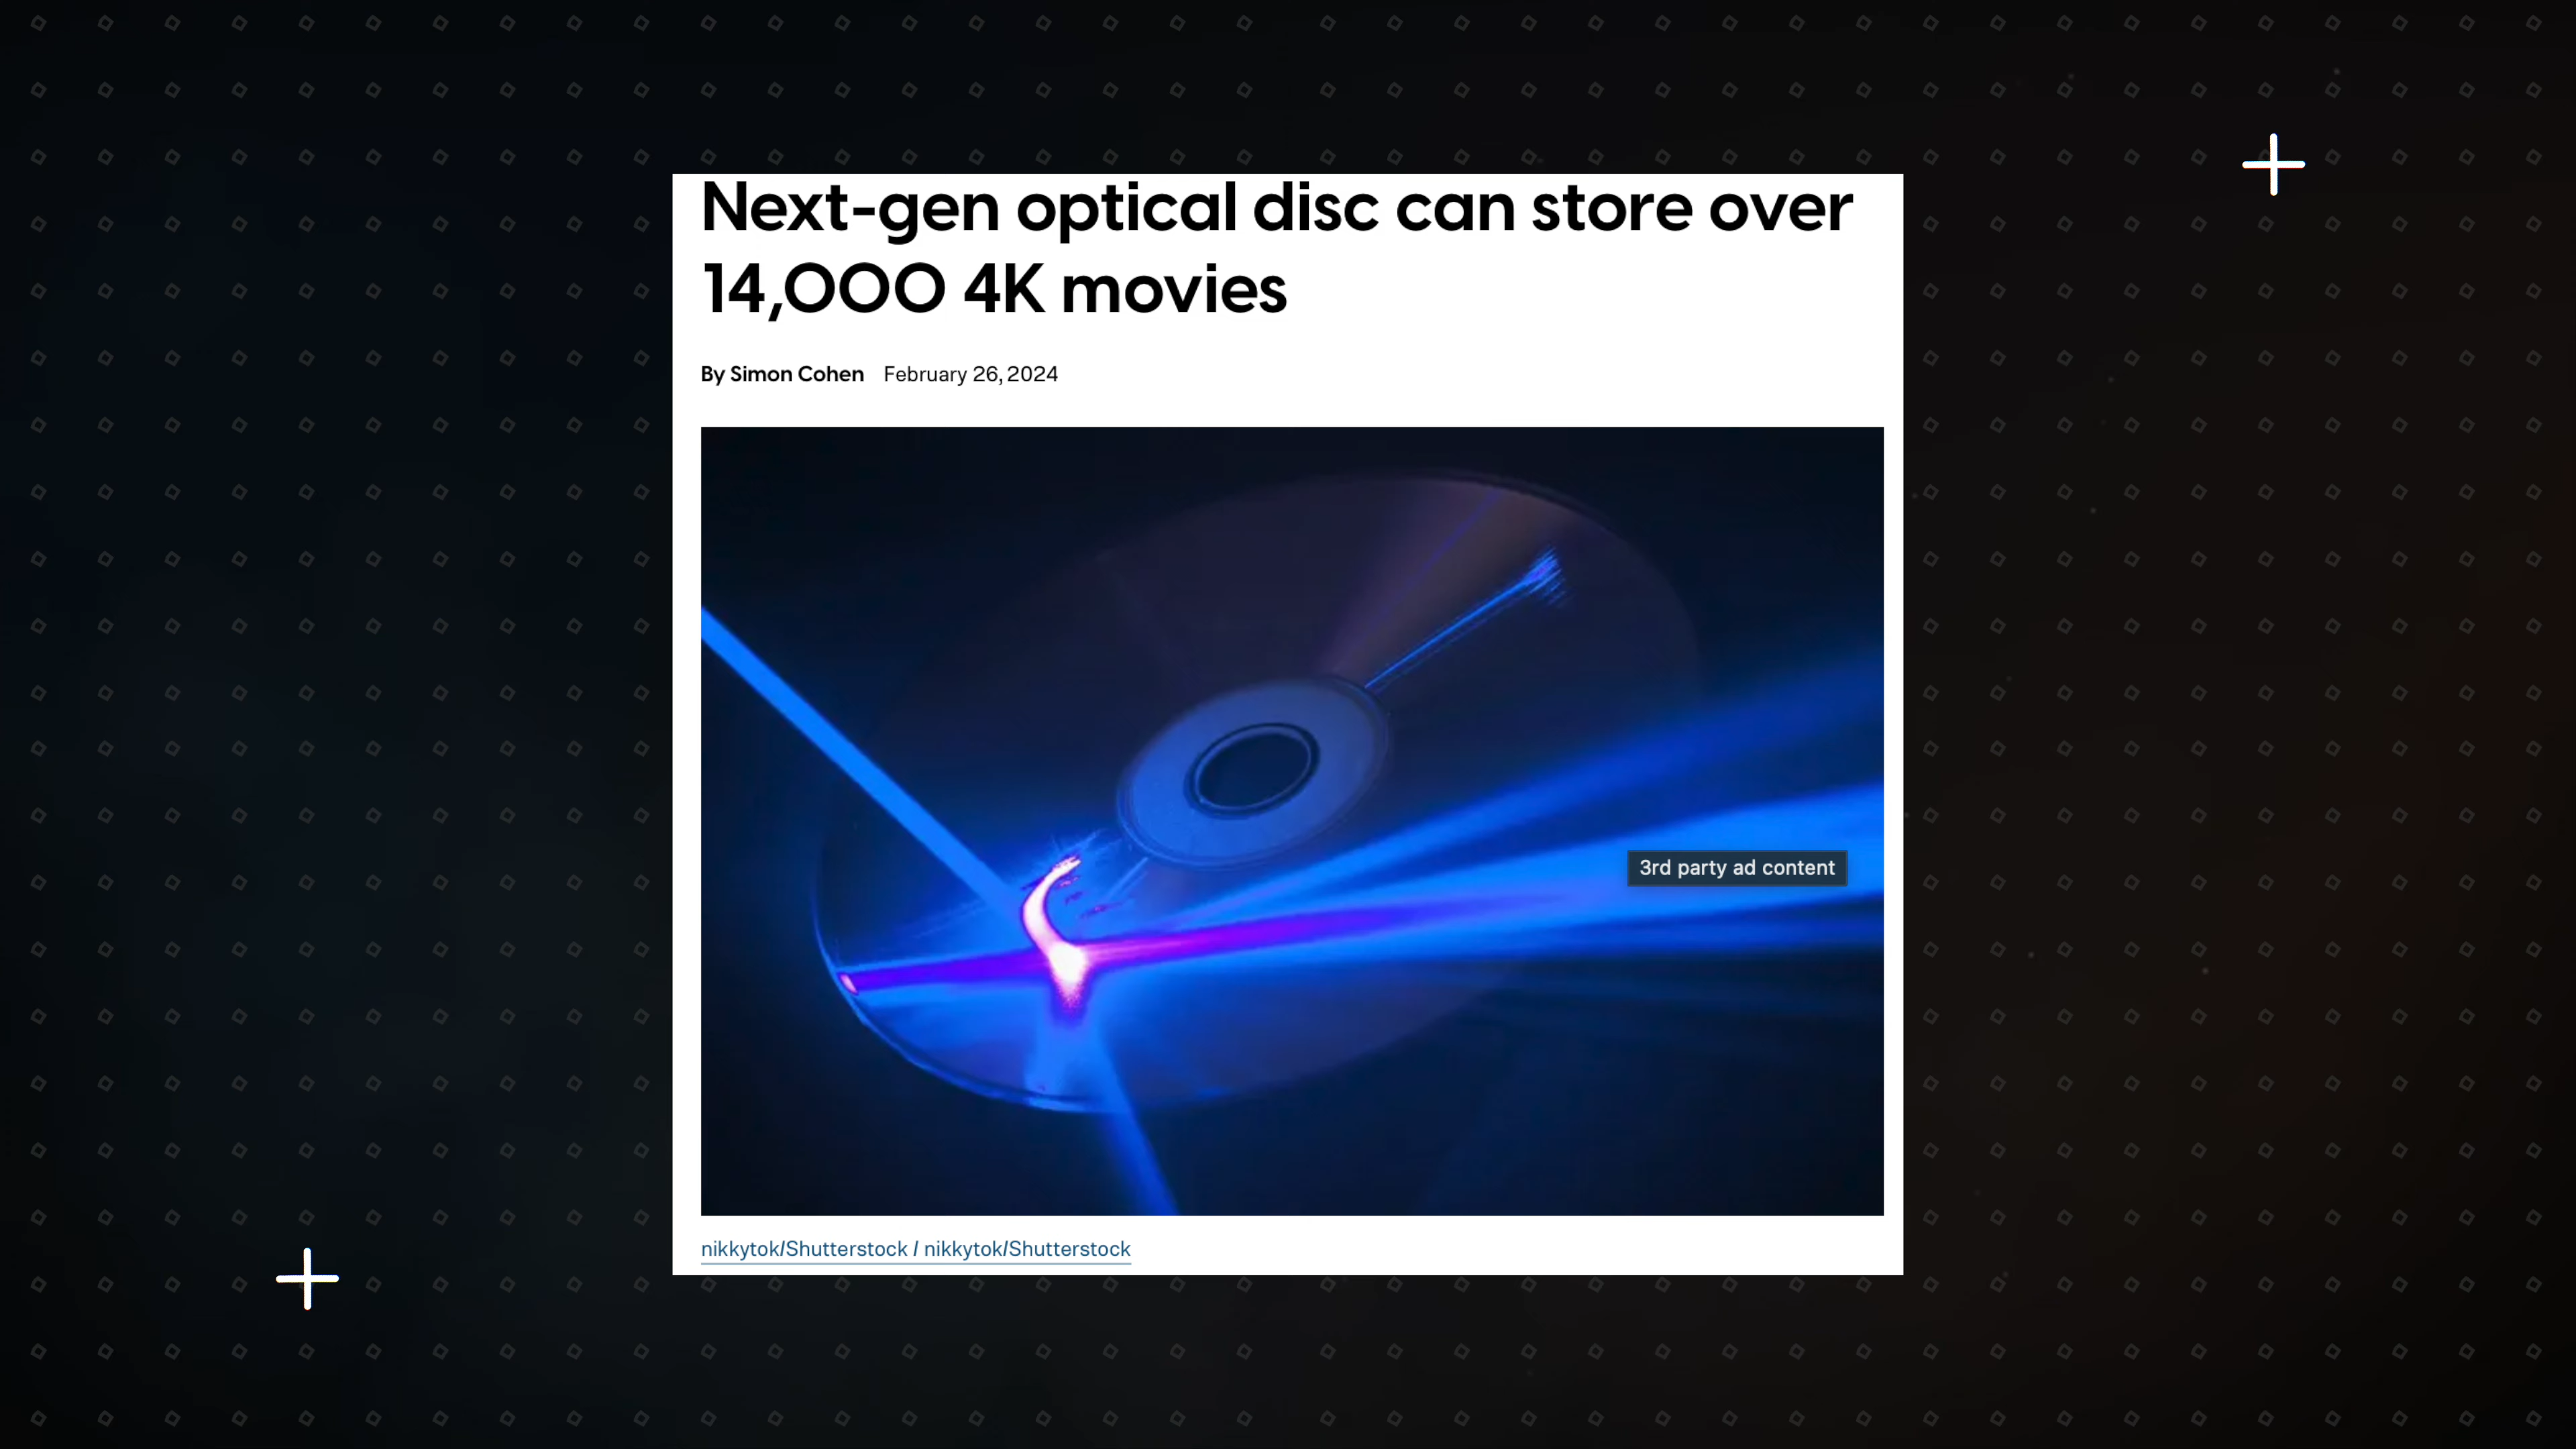 Next-gen optical disc can store over
14,000 4K movies
By Simon Cohen February 26, 2024
3rd party ad content
nikkytok/Shutterstock / nikkytok/Shutterstock